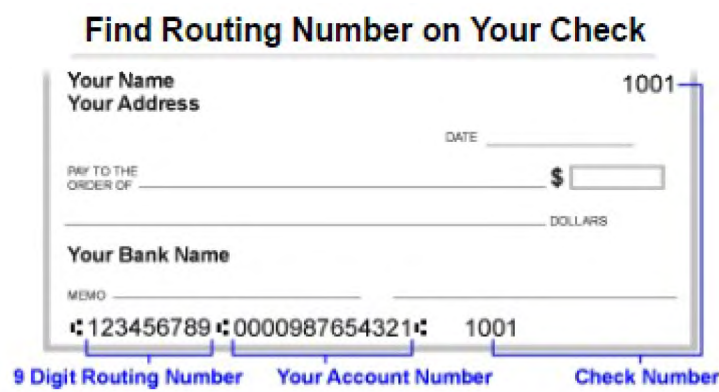 Find Routing Number on Your Check
Your Name 1001
Your Address
DATE
PAY TO THE
ORDER OF $
DOLLARS
Your Bank Name
MEMO
⑆123456789⑆0000987654321⑆ 1001
9 Digit Routing Number Your Account Number Check Number